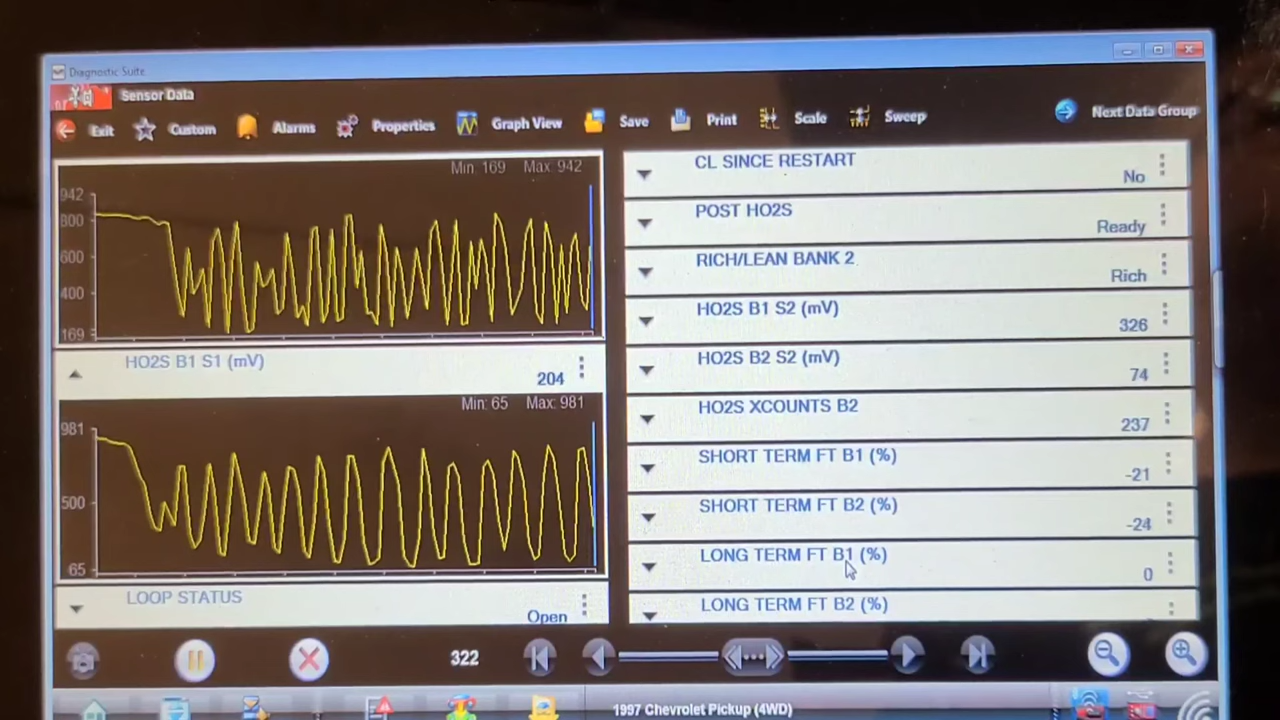 Diagnostic Suite
Sensor Data
Exit Custom Alarms Properties Graph View Save Print Scale Sweep Next Data Group
Min: 169 Max: 942
942
800
600
400
169
HO2S B1 S1 (mV)
204
Min: 65 Max: 981
981
500
65
LOOP STATUS
Open
CL SINCE RESTART
No
POST HO2S
Ready
RICH/LEAN BANK 2
Rich
HO2S B1 S2 (mV)
326
HO2S B2 S2 (mV)
74
HO2S XCOUNTS B2
237
SHORT TERM FT B1 (%)
-21
SHORT TERM FT B2 (%)
-24
LONG TERM FT B1 (%)
0
LONG TERM FT B2 (%)
322
1997 Chevrolet Pickup (4WD)